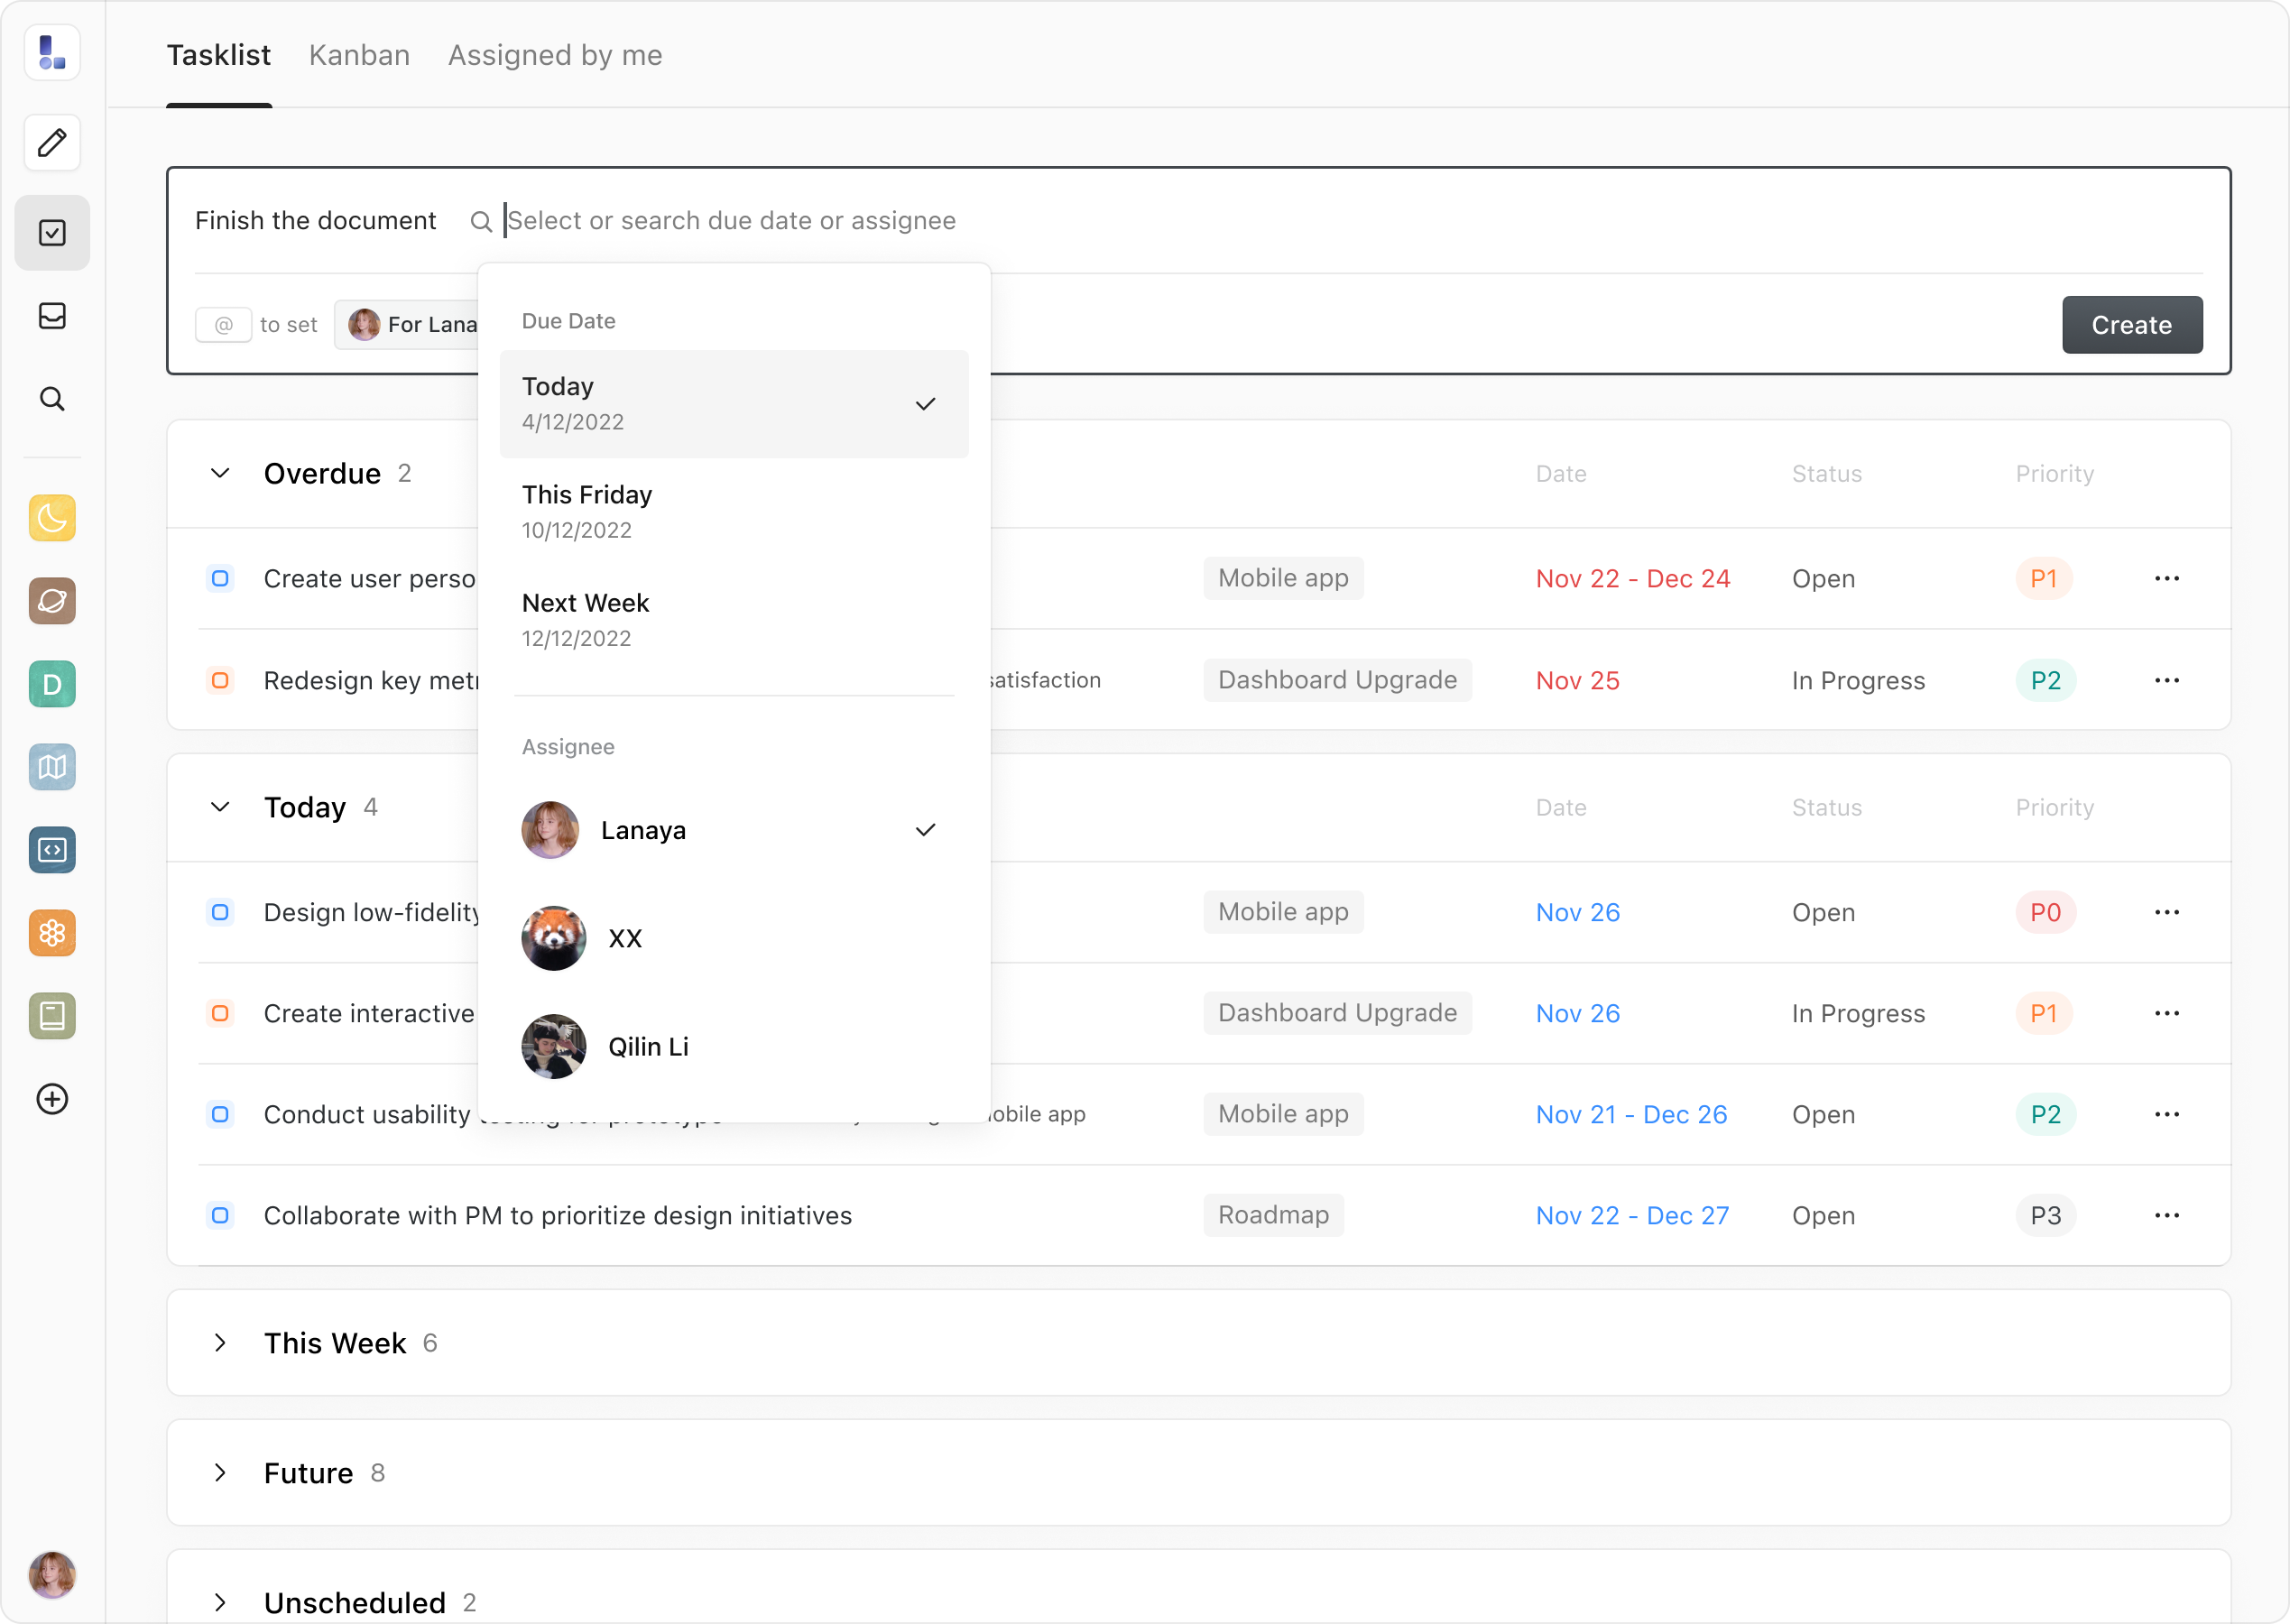 Tasklist Kanban Assigned by me
Finish the document Select or search due date or assignee
@ to set For Lana
Create
Due Date
Today
4/12/2022
This Friday
10/12/2022
Next Week
12/12/2022
Assignee
Lanaya
XX
Qilin Li
Overdue 2 Date Status Priority
Create user perso Mobile app Nov 22 - Dec 24 Open P1
Redesign key metr satisfaction Dashboard Upgrade Nov 25 In Progress P2
D
Today 4 Date Status Priority
Design low-fidelity Mobile app Nov 26 Open P0
Create interactive Dashboard Upgrade Nov 26 In Progress P1
Conduct usability testing for prototype mobile app Mobile app Nov 21 - Dec 26 Open P2
Collaborate with PM to prioritize design initiatives Roadmap Nov 22 - Dec 27 Open P3
This Week 6
Future 8
Unscheduled 2